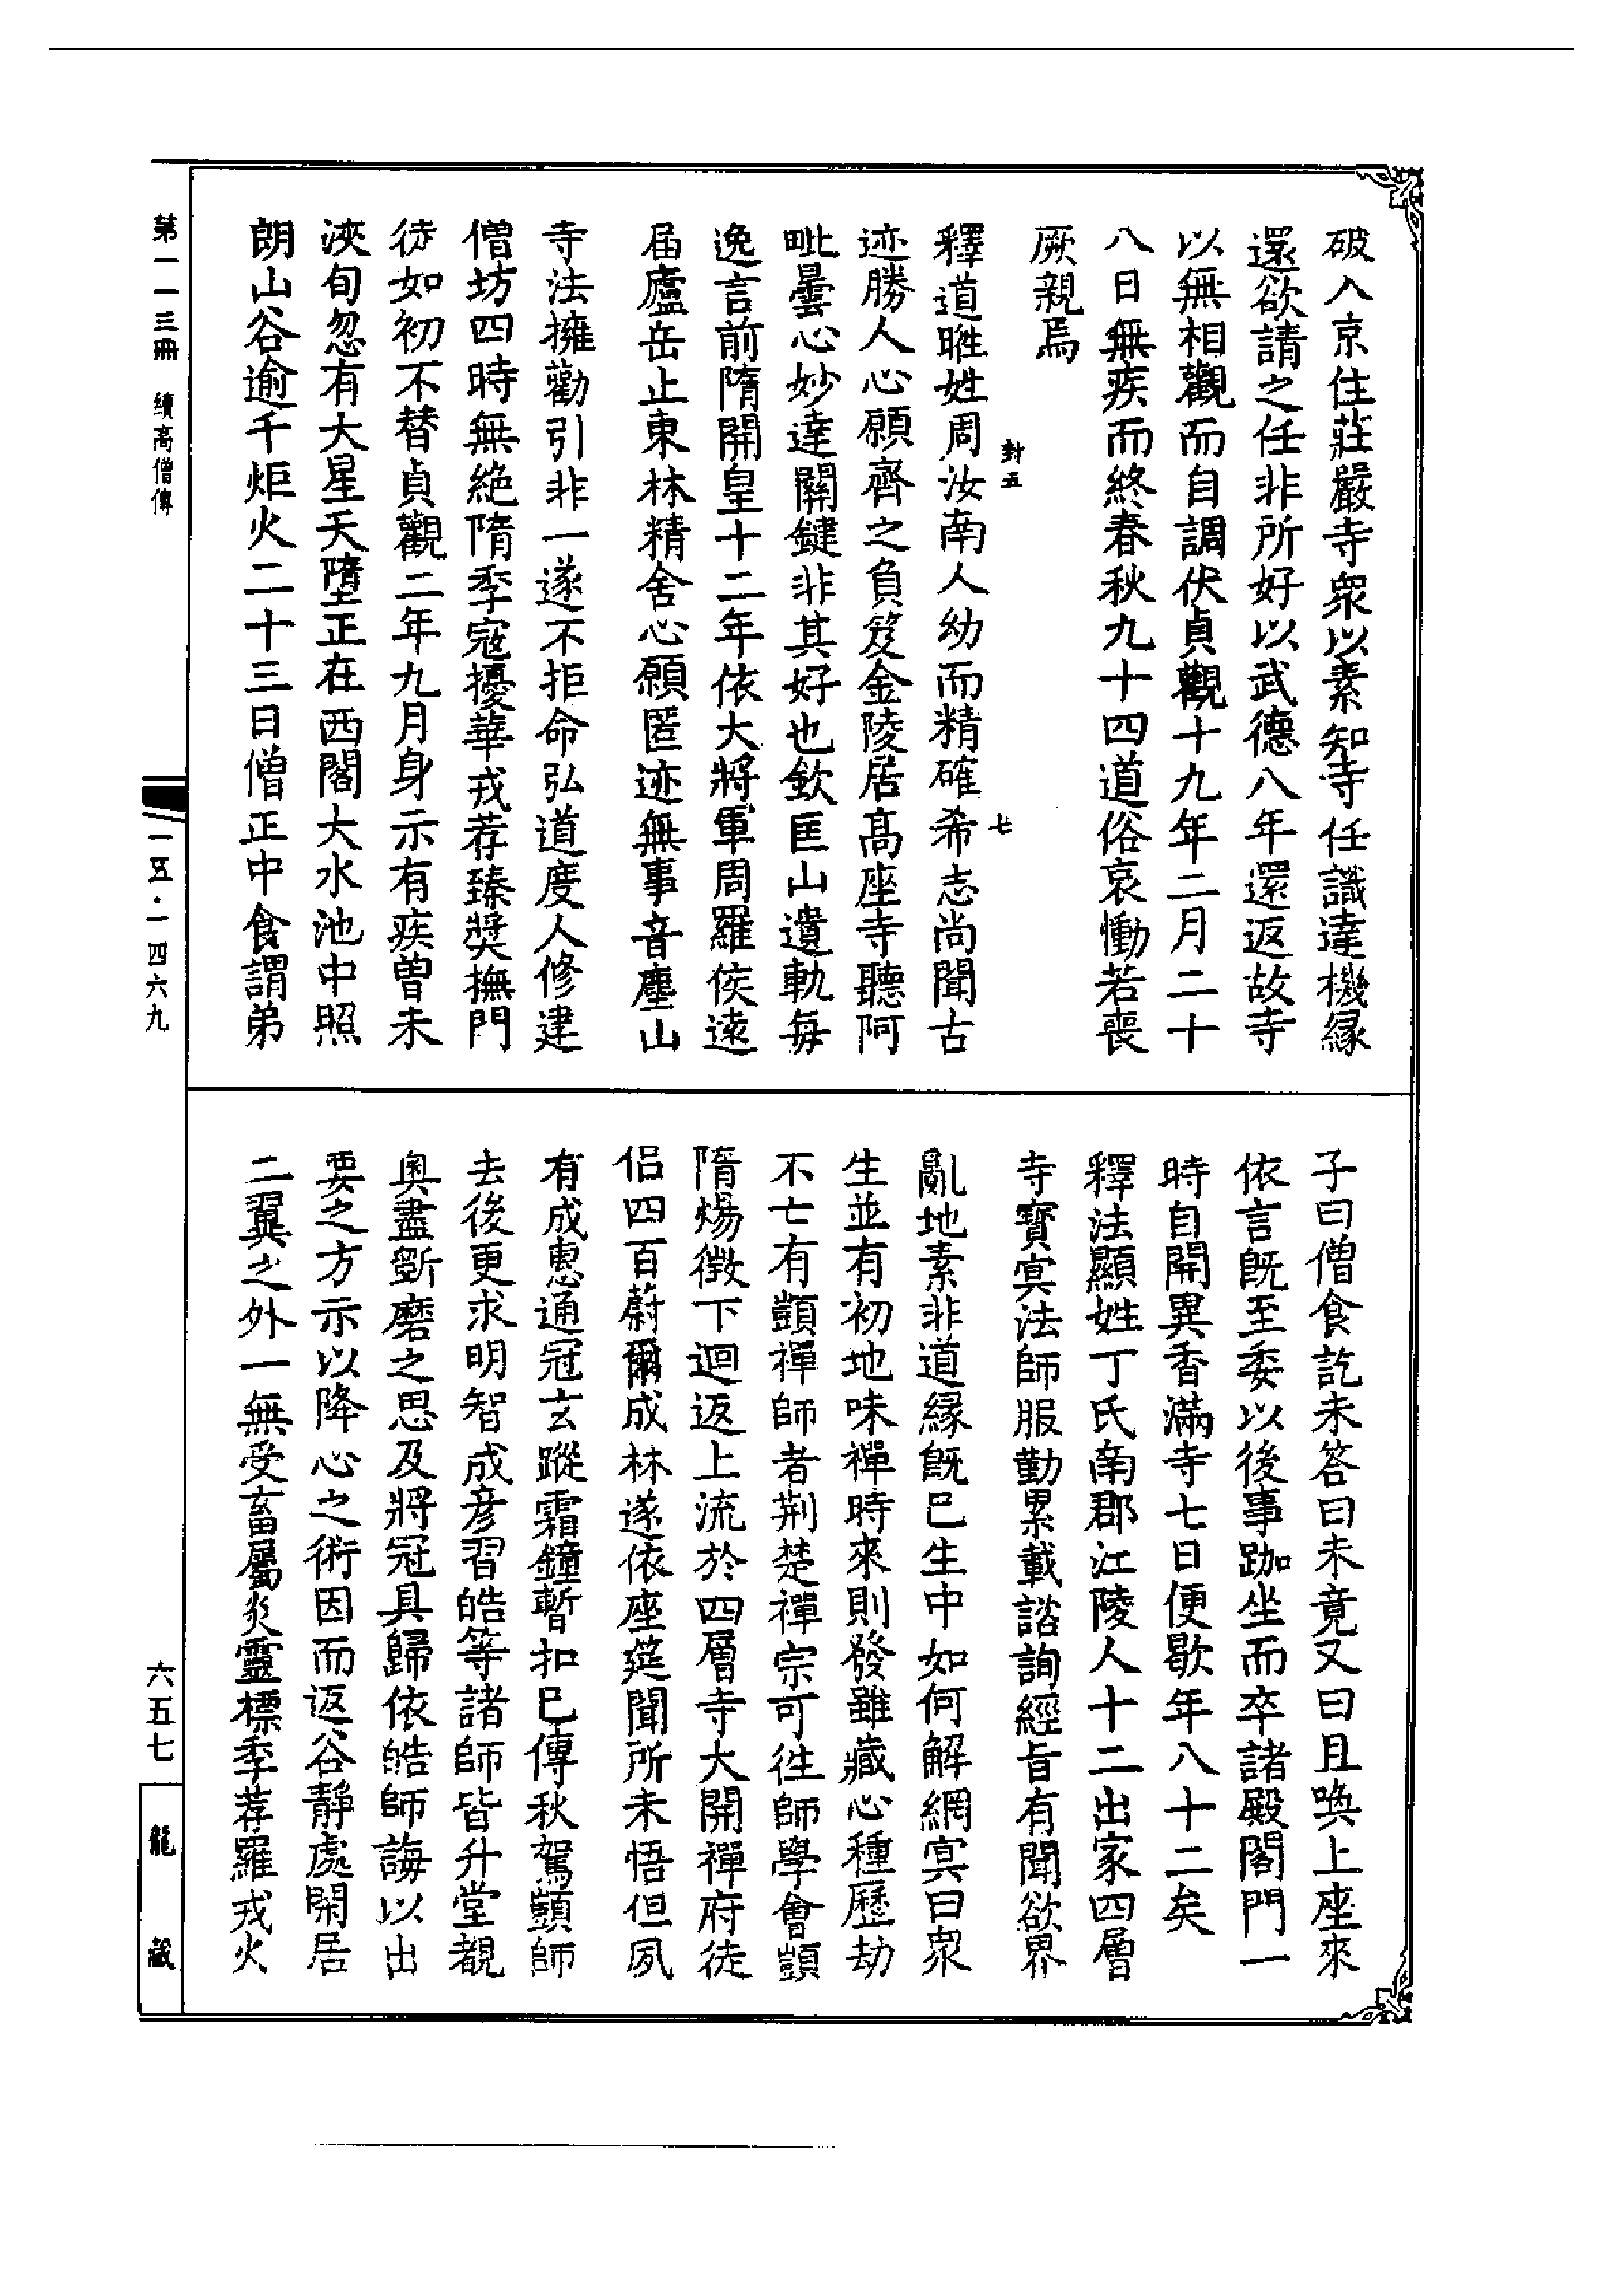 破入京住莊嚴寺衆以素知寺任識達機緣
還欲請之任非所好以武德八年還返故寺
以無相觀而自調伏貞觀十九年二月二十
八日無疾而終春秋九十四道俗哀慟若喪
厥親焉
封五
七
釋道暀姓周汝南人幼而精確希志尚聞古
迹勝人心願齊之負笈金陵居髙座寺聽阿
毗曇心妙達關鍵非其好也欽匡山遺軌每
逸言前隋開皇十二年依大將軍周羅侯遠
届廬岳止東林精舍心願匿迹無事音塵山
寺法擁勸引非一遂不拒命弘道度人修建
僧坊四時無絶隋季寇擾華戎荐臻奬撫門
徒如初不替貞觀二年九月身示有疾曽未
浹旬忽有大星天墮正在西閣大水池中照
朗山谷逾千炬火二十三日僧正中食謂弟
子曰僧食訖未答曰未竟又曰且喚上座來
依言旣至委以後事跏坐而卒諸殿閣門一
時自開異香滿寺七日便歇年八十二矣
釋法顯姓丁氏南郡江陵人十二出家四層
寺寳㝠法師服勤累載諮詢經旨有聞欲界
亂地素非道緣旣巳生中如何解網㝠曰衆
生並有初地味禪時來則發雖藏心種歷劫
不七有顗禪師者荆楚禪宗可徃師學會顗
隋煬徴下迴返上流於四層寺大開禪府徒
侣四百蔚爾成林遂依座筵聞所未悟但夙
有成惠通冠玄蹤霜鐘暫扣巳傳秋駕顗師
去後更求明智成彦習皓等諸師皆升堂覩
奥盡斵磨之思及將冠具歸依皓師誨以出
要之方示以降心之術因而返谷靜處閑居
二翼之外一無受畜屬炎靈標季荐羅戎火
第一一三冊　續高僧傳
一五·一四六九
六五七
龍藏